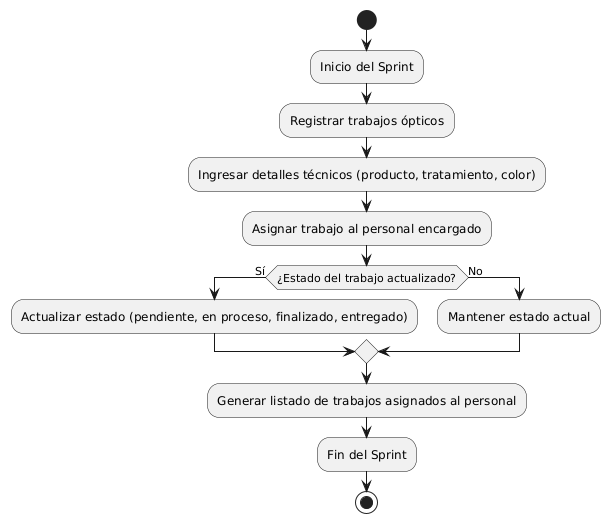 Inicio del Sprint
Registrar trabajos ópticos
Ingresar detalles técnicos (producto, tratamiento, color)
Asignar trabajo al personal encargado
Sí
¿Estado del trabajo actualizado?
No
Actualizar estado (pendiente, en proceso, finalizado, entregado)
Mantener estado actual
Generar listado de trabajos asignados al personal
Fin del Sprint